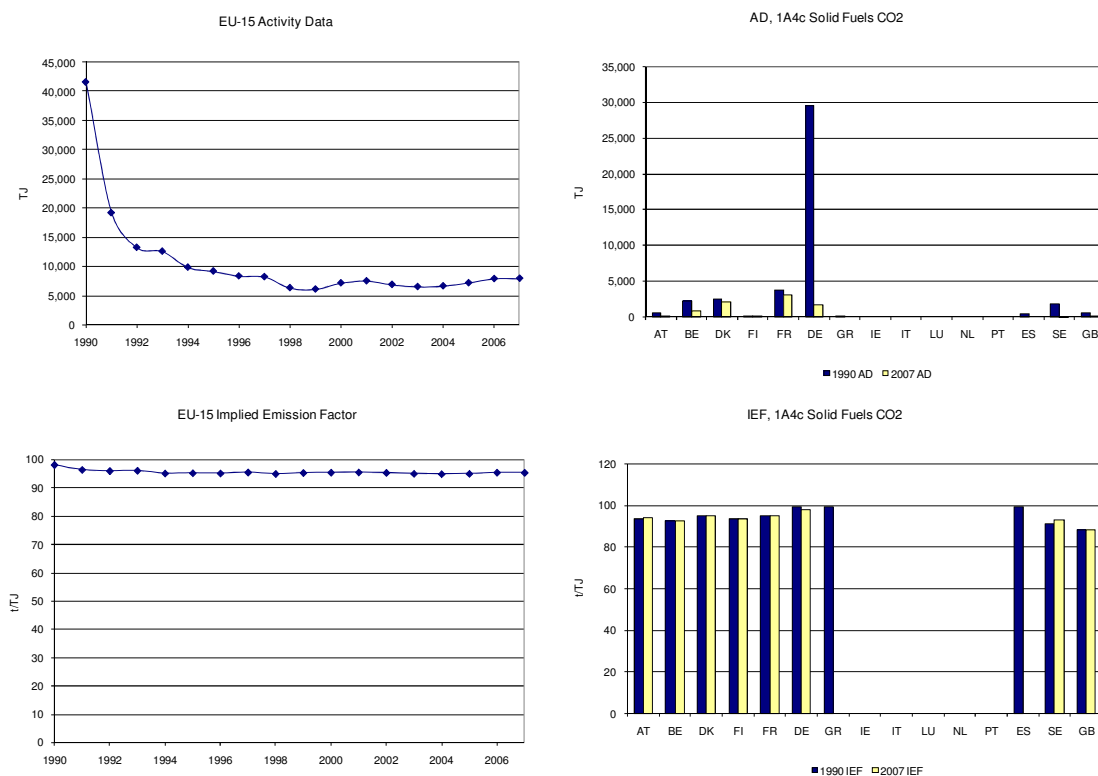 EU-15 Activity Data
45,000
40,000
35,000
30,000
25,000
20,000
15,000
10,000
5,000
0
TJ
1990 1992 1994 1996 1998 2000 2002 2004 2006
AD, 1A4c Solid Fuels CO2
35,000
30,000
25,000
20,000
15,000
10,000
5,000
0
TJ
AT BE DK FI FR DE GR IE IT LU NL PT ES SE GB
1990 AD 2007 AD
EU-15 Implied Emission Factor
100
90
80
70
60
50
40
30
20
10
0
t/TJ
1990 1992 1994 1996 1998 2000 2002 2004 2006
IEF, 1A4c Solid Fuels CO2
120
100
80
60
40
20
0
t/TJ
AT BE DK FI FR DE GR IE IT LU NL PT ES SE GB
1990 IEF 2007 IEF